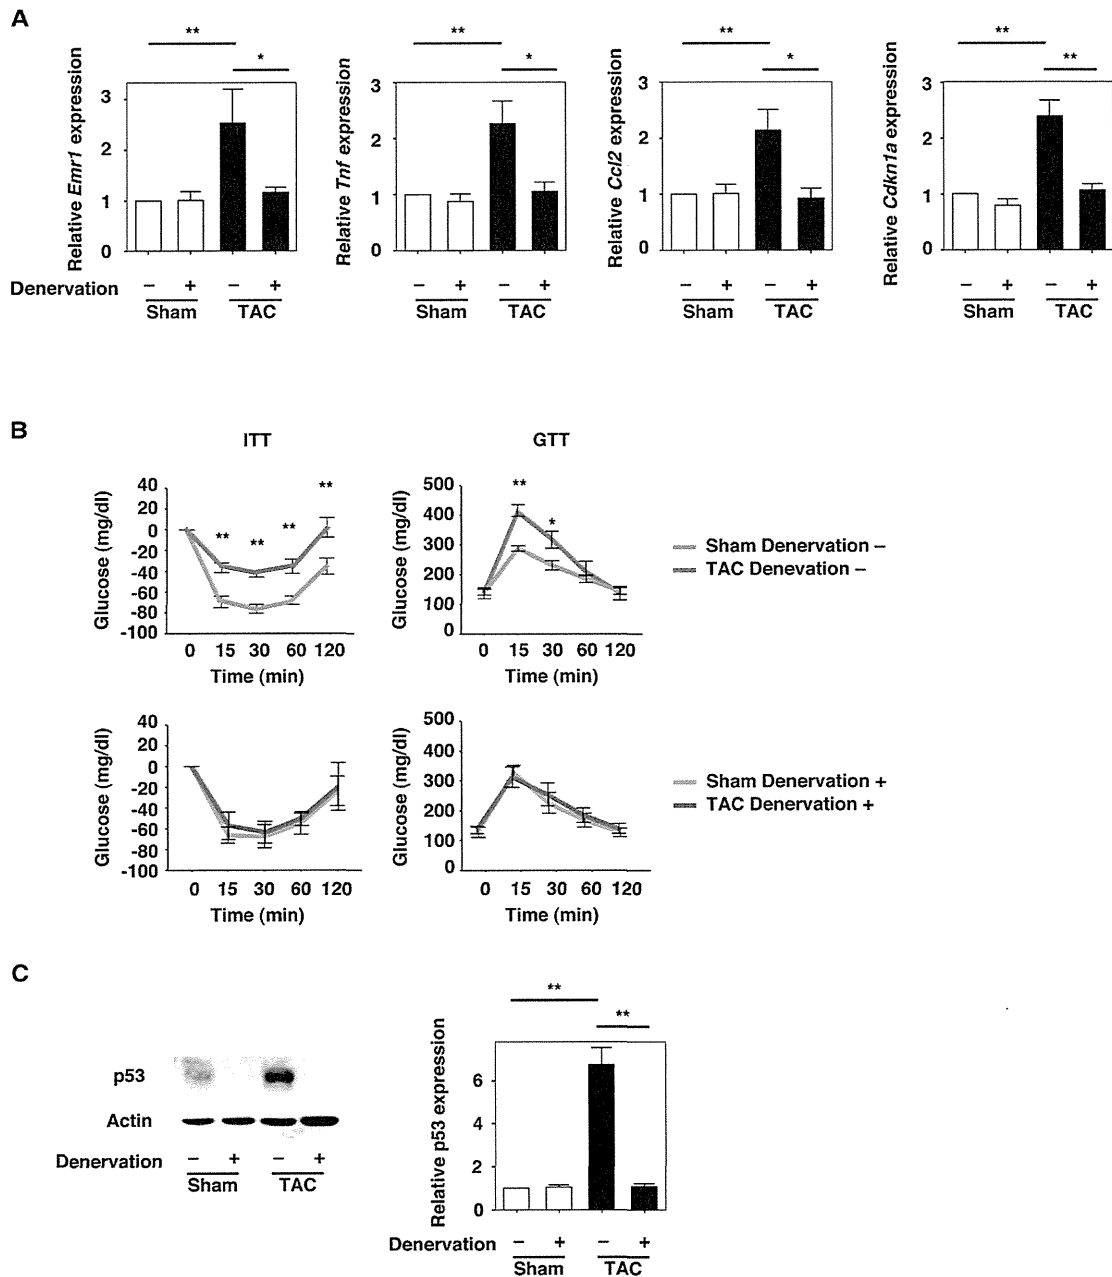 A
** * ** * ** * ** **
Relative Emr1 expression
3
2
1
0
Relative Tnf expression
3
2
1
0
Relative Ccl2 expression
3
2
1
0
Relative Cdkn1a expression
3
2
1
0
Denervation − + − + − + − + − + − + − + − +
Sham TAC Sham TAC Sham TAC Sham TAC
B
ITT
Glucose (mg/dl)
40
20
0
-20
-40
-60
-80
-100
** ** ** **
0 15 30 60 120
Time (min)
GTT
Glucose (mg/dl)
500
400
300
200
100
0
** *
0 15 30 60 120
Time (min)
Sham Denervation −
TAC Denevation −
Glucose (mg/dl)
40
20
0
-20
-40
-60
-80
-100
0 15 30 60 120
Time (min)
Glucose (mg/dl)
500
400
300
200
100
0
0 15 30 60 120
Time (min)
Sham Denervation +
TAC Denervation +
C
p53
Actin
Denervation − + − +
Sham TAC
** **
Relative p53 expression
6
4
2
0
Denervation − + − +
Sham TAC